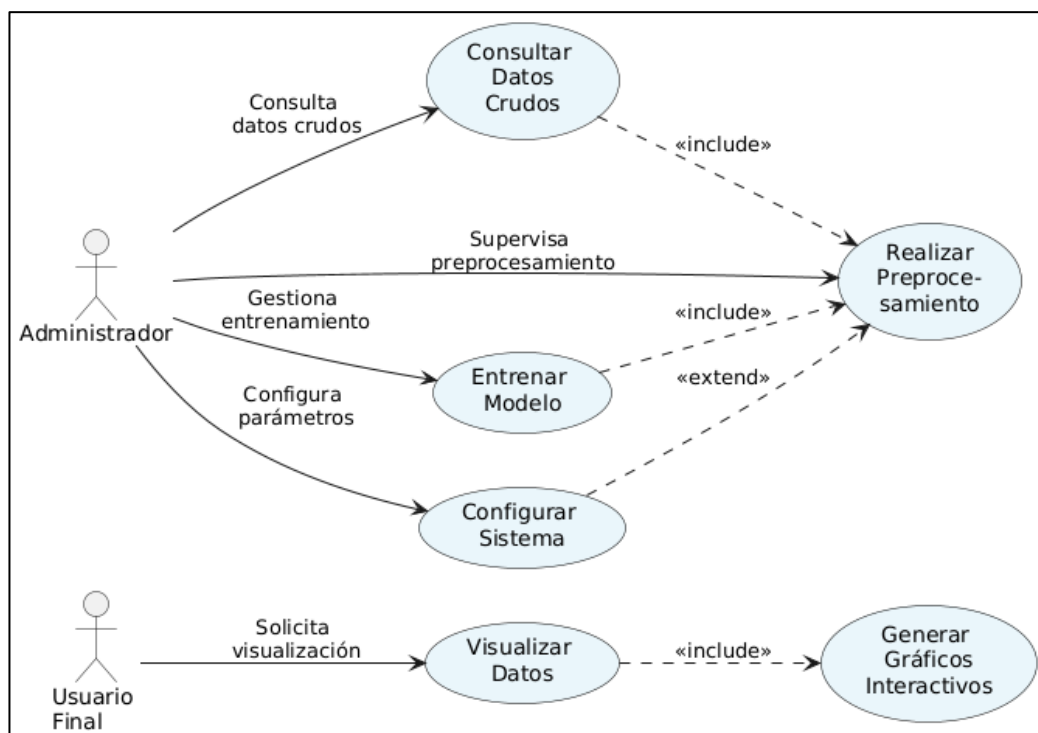 Consultar
Datos
Crudos
Consulta
datos crudos
«include»
Supervisa
preprocesamiento
Realizar
Preproce-
samiento
Administrador
Gestiona
entrenamiento
«include»
Entrenar
Modelo
«extend»
Configura
parámetros
Configurar
Sistema
Usuario
Final
Solicita
visualización
Visualizar
Datos
«include»
Generar
Gráficos
Interactivos